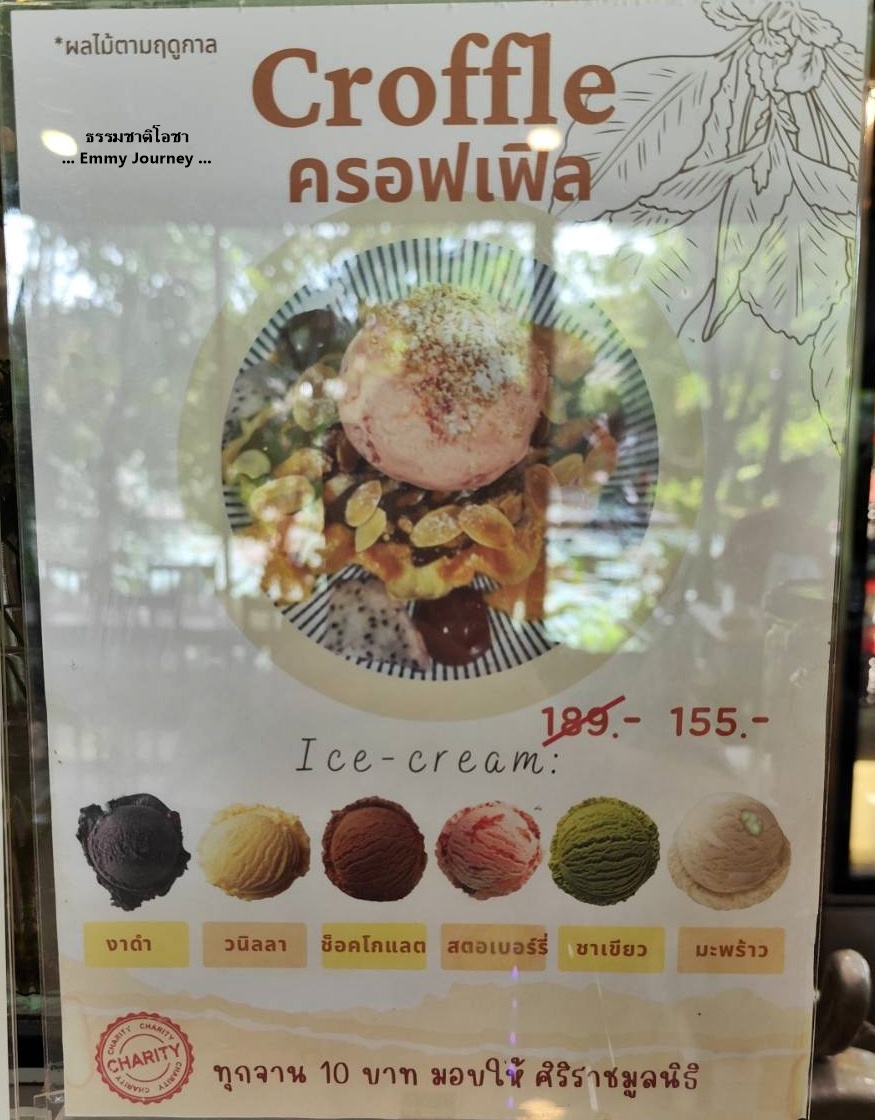 *ผลไม้ตามฤดูกาล
Croffle
ธรรมชาติโอชา
... Emmy Journey ...
ครอฟเฟิล
189.- 155.-
Ice-cream:
งาดำ วนิลลา ช็อคโกแลต สตอเบอร์รี่ ชาเขียว มะพร้าว
CHARITY CHARITY
CHARITY
CHARITY CHARITY
ทุกจาน 10 บาท มอบให้ ศิริราชมูลนิธิ